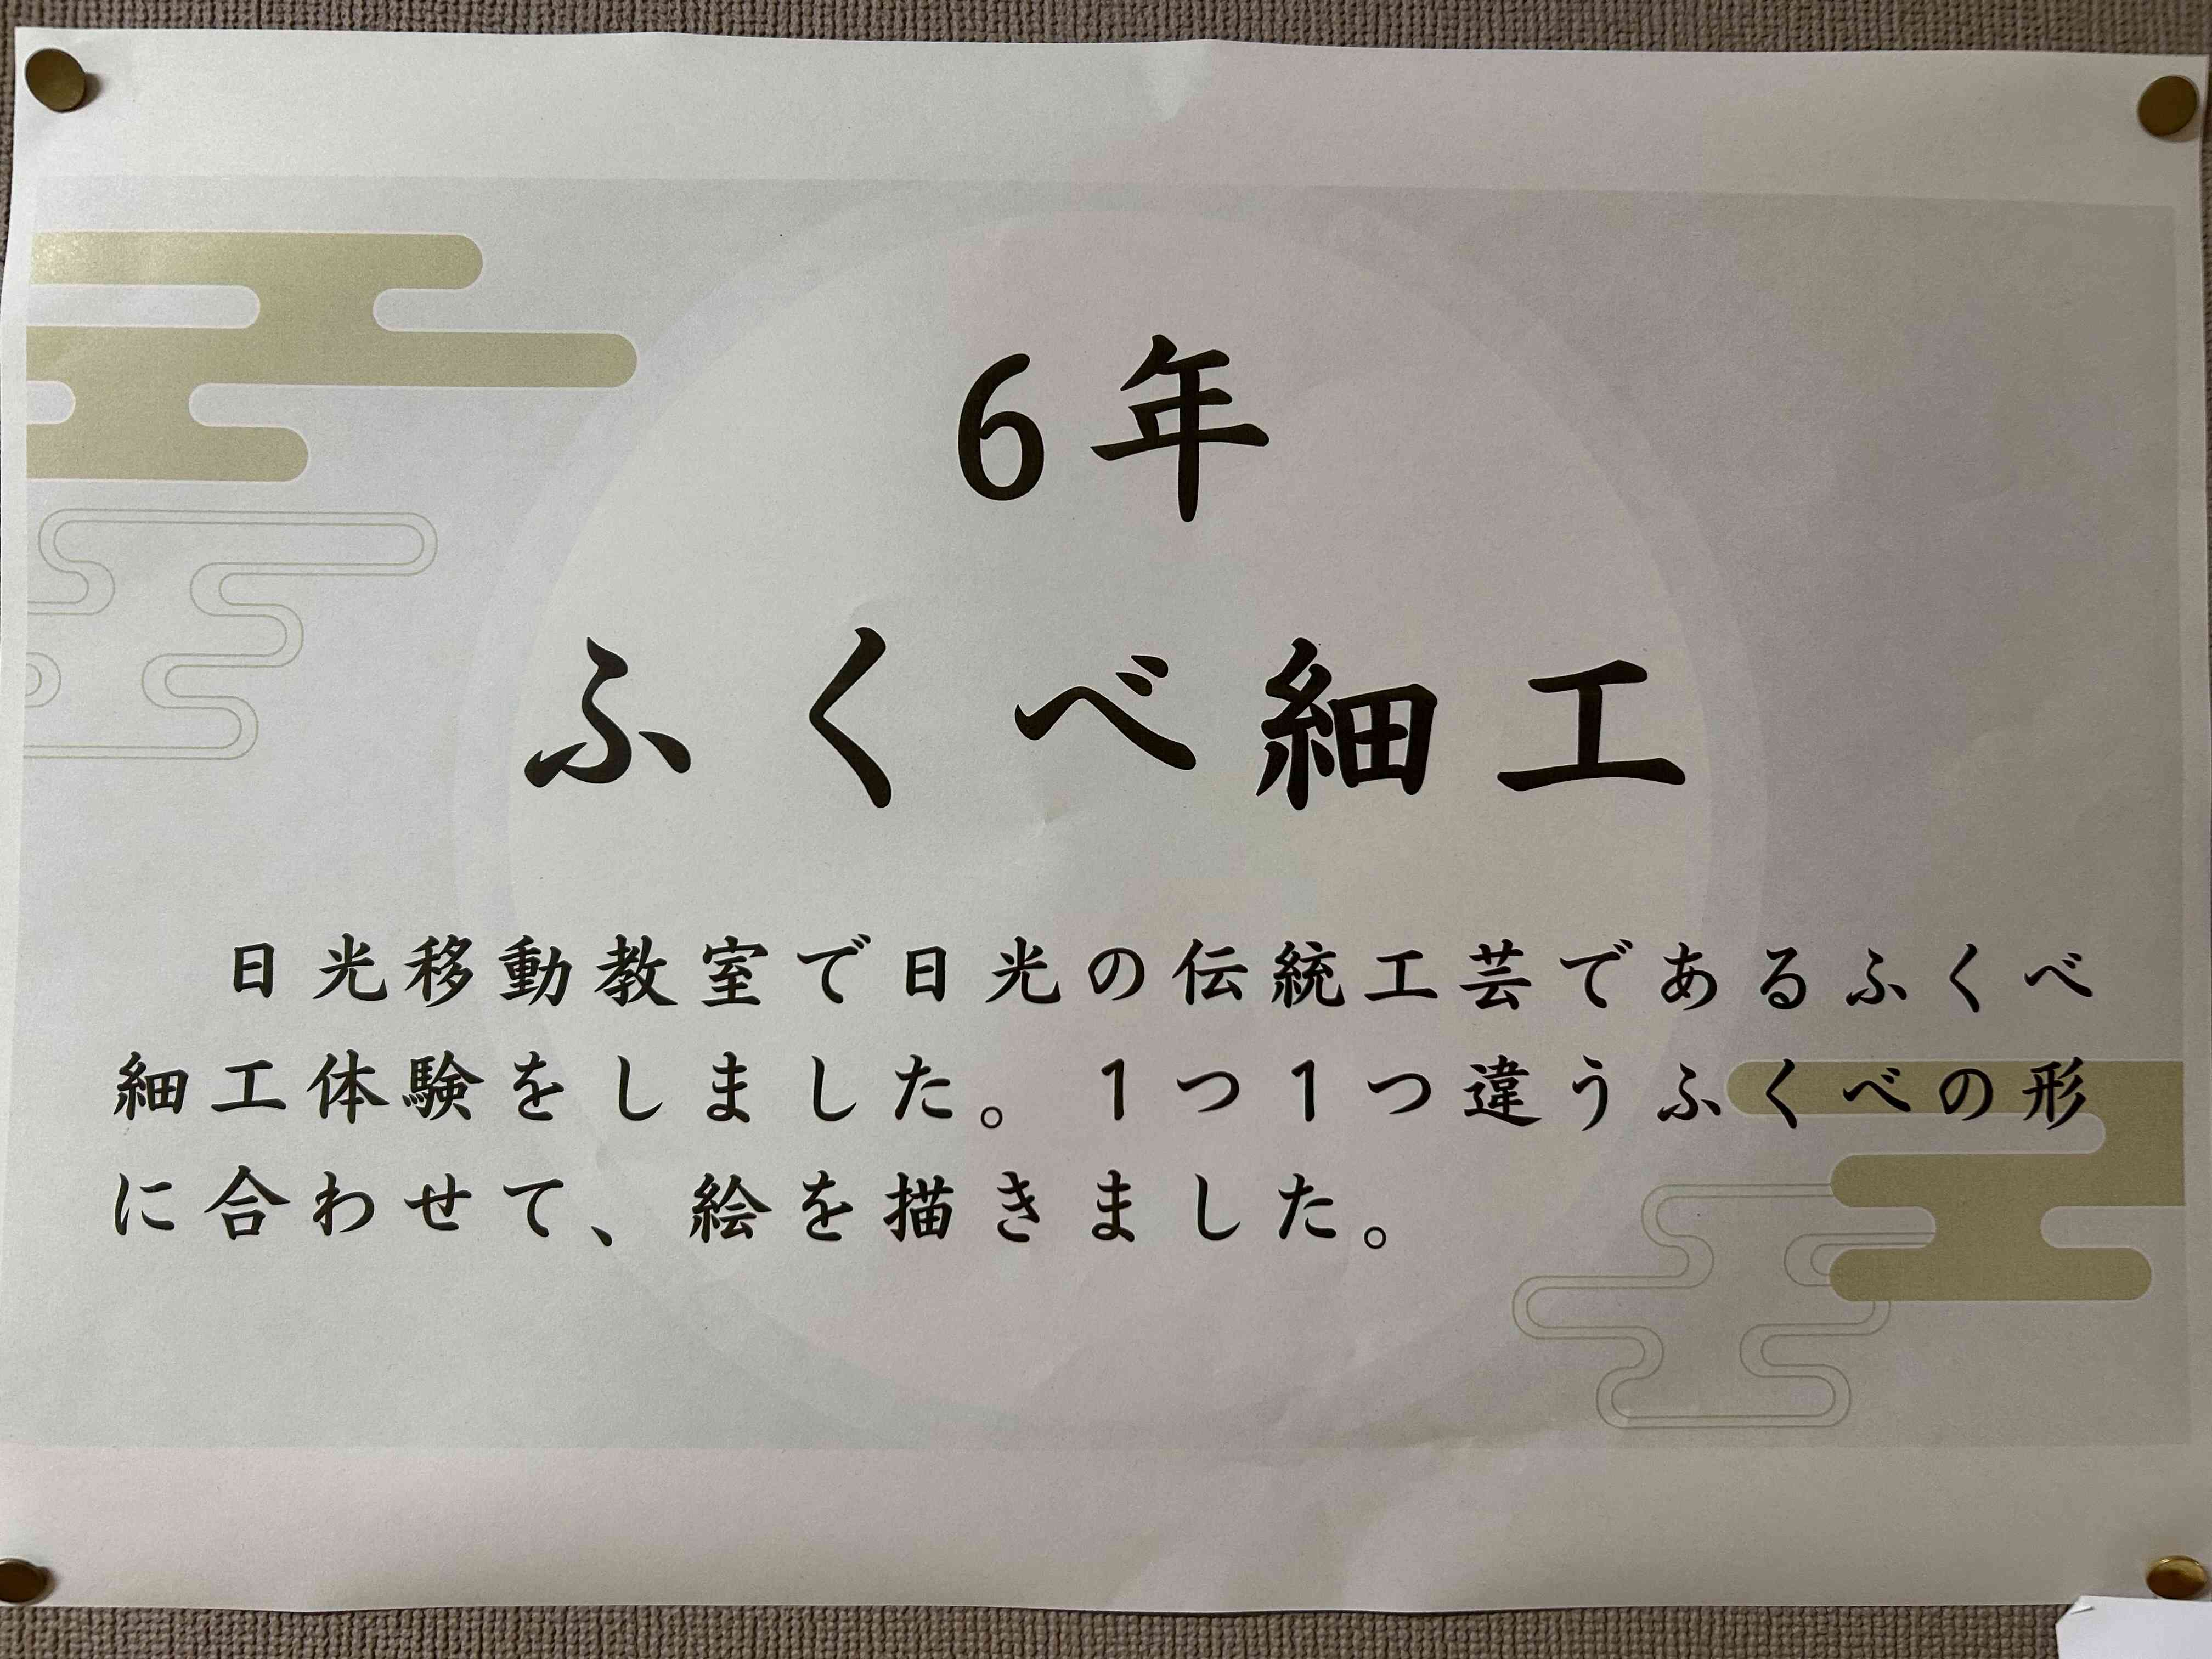 6年
ふくべ細工
日光移動教室で日光の伝統工芸であるふくべ
細工体験をしました。1つ1つ違うふくべの形
に合わせて、絵を描きました。